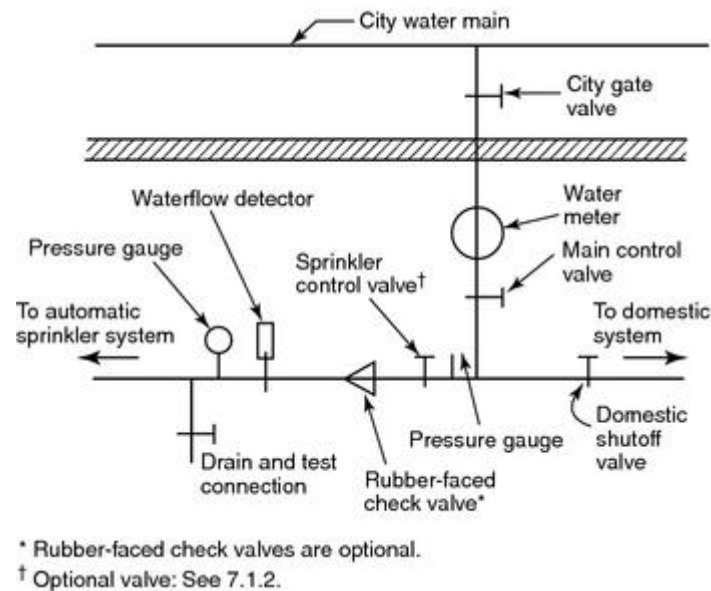 City water main
City gate
valve
Waterflow detector
Water
meter
Pressure gauge
Sprinkler
control valve†
Main control
valve
To automatic
sprinkler system
To domestic
system
Drain and test
connection
Pressure gauge
Rubber-faced
check valve*
Domestic
shutoff
valve
* Rubber-faced check valves are optional.
† Optional valve: See 7.1.2.